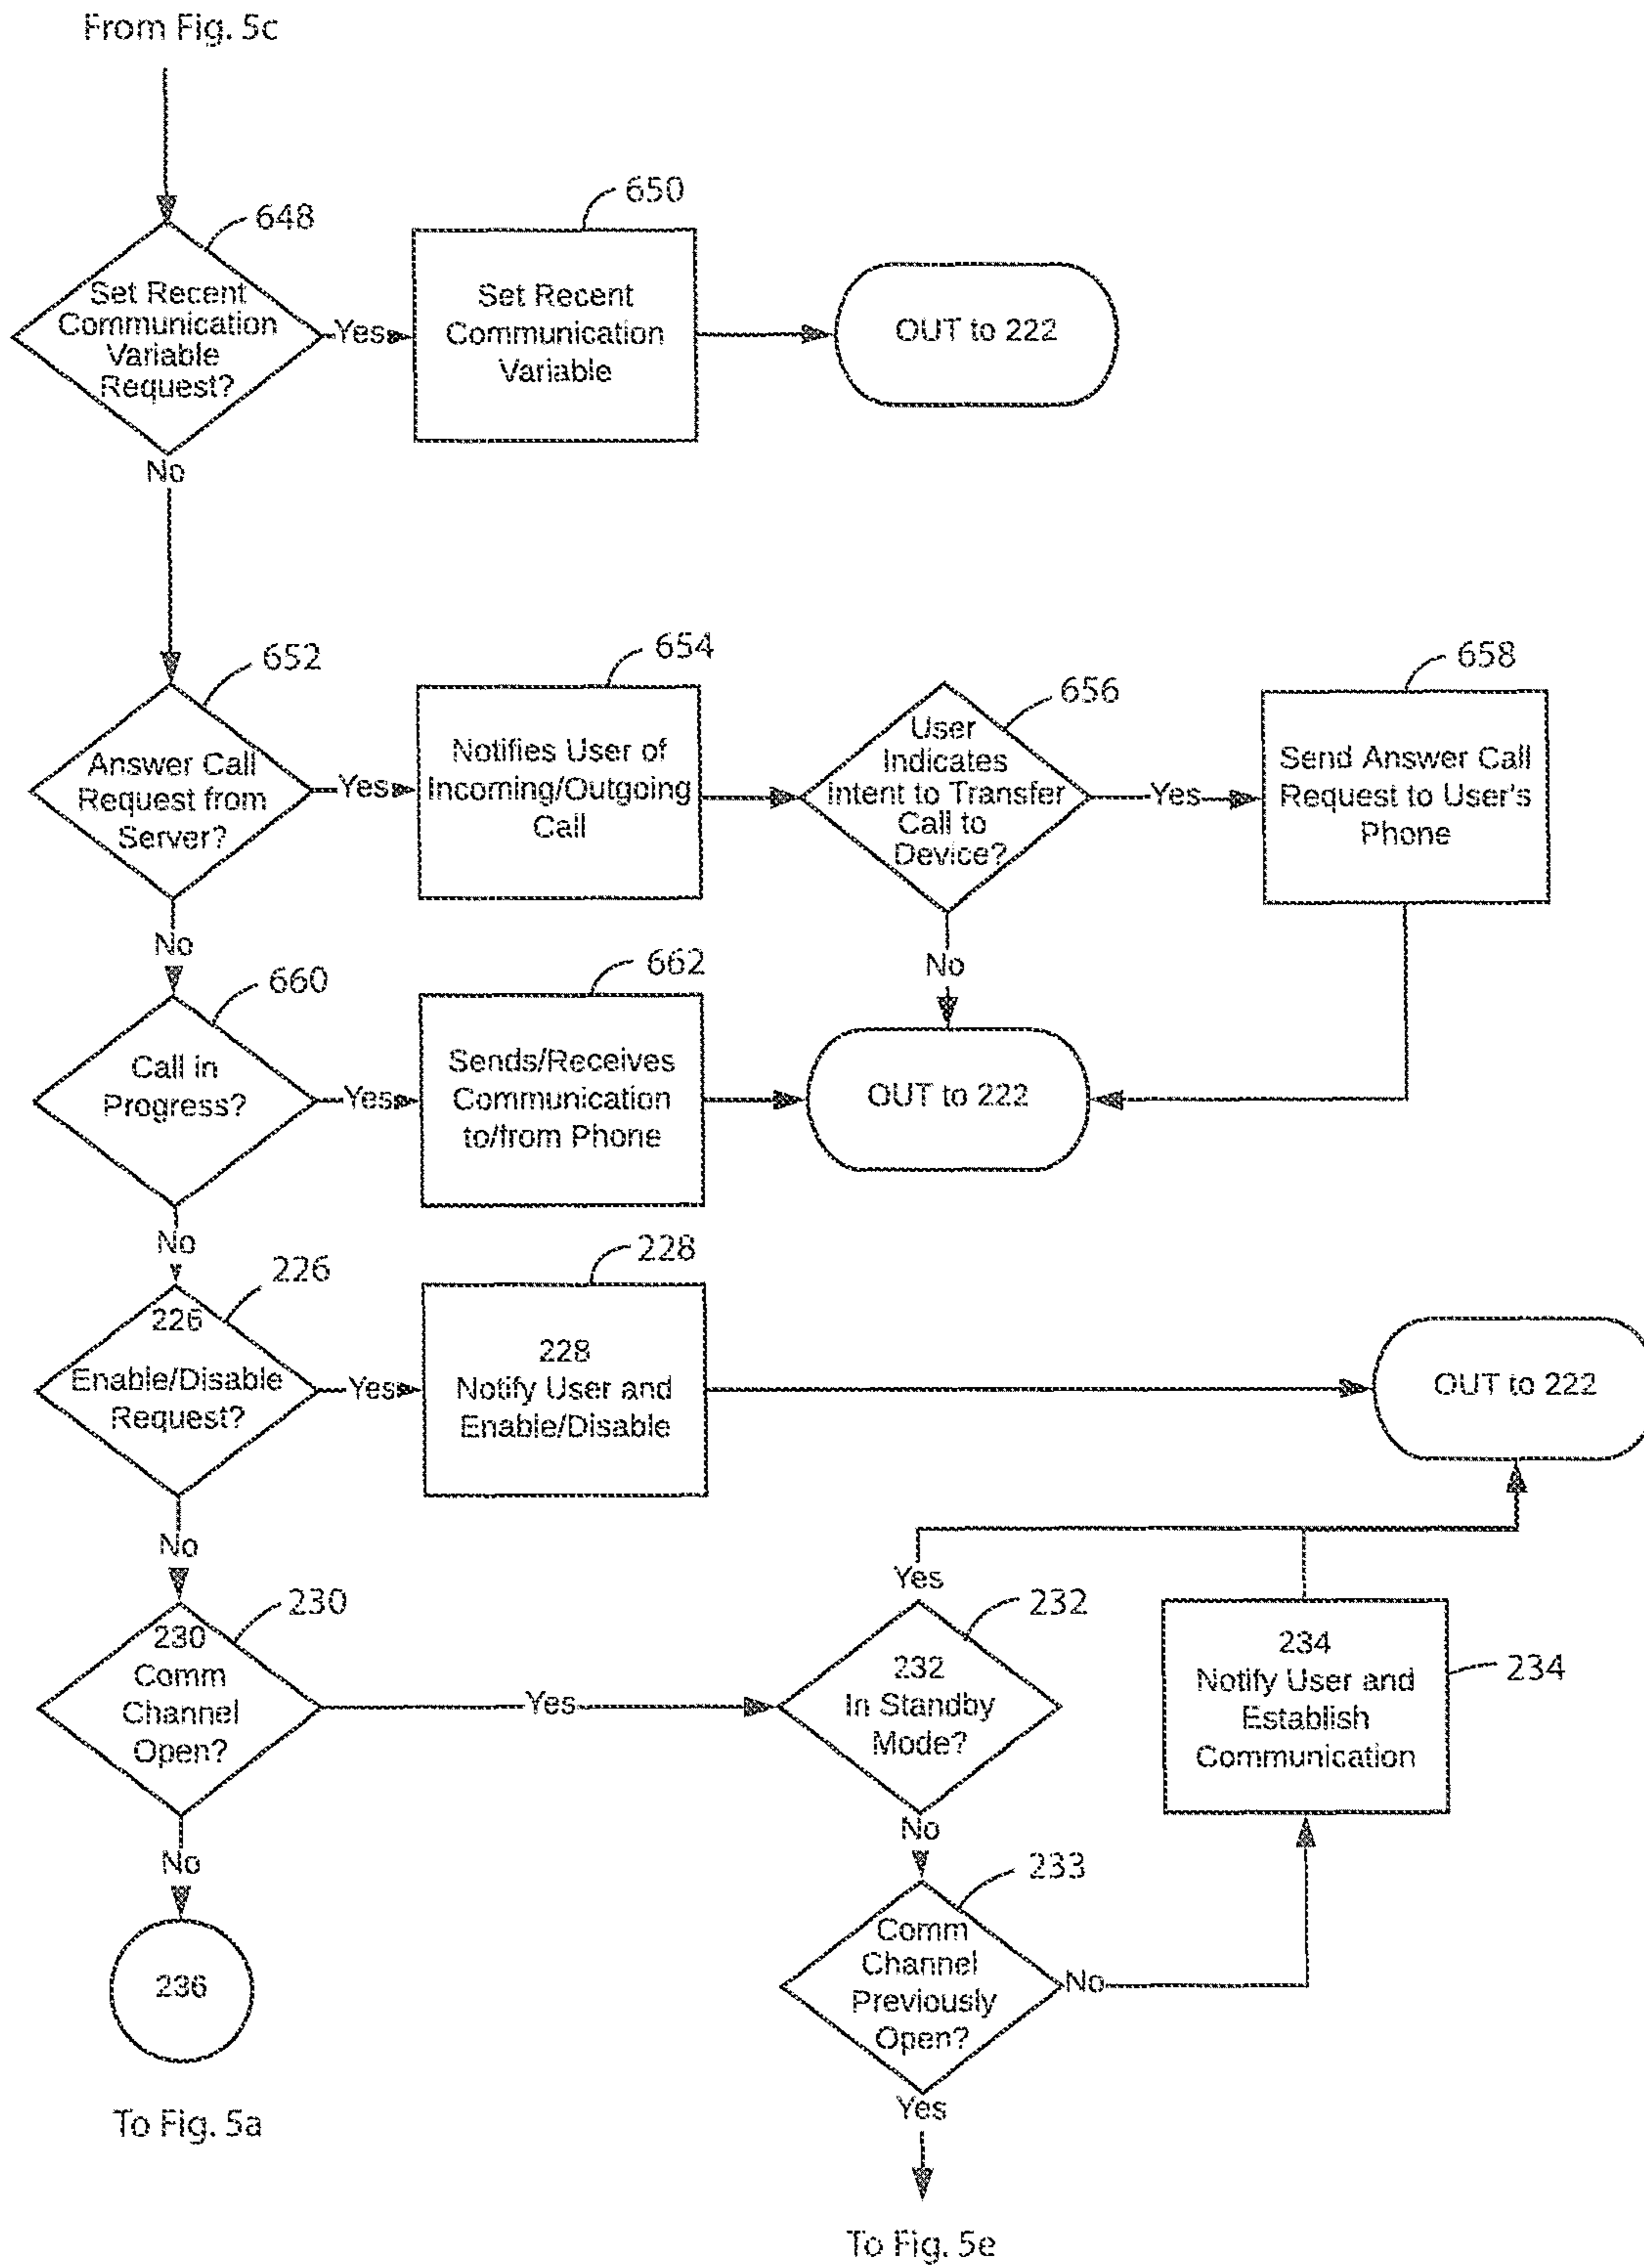 From Fig. 5c
648
Set Recent
Communication
Variable
Request?
Yes
650
Set Recent
Communication
Variable
OUT to 222
No
652
Answer Call
Request from
Server?
Yes
654
Notifies User of
Incoming/Outgoing
Call
656
User
Indicates
intent to Transfer
Call to
Device?
Yes
658
Send Answer Call
Request to User's
Phone
No
No
660
Call in
Progress?
Yes
662
Sends/Receives
Communication
to/from Phone
OUT to 222
No
226
226
Enable/Disable
Request?
Yes
228
228
Notify User and
Enable/Disable
OUT to 222
No
230
230
Comm
Channel
Open?
Yes
Yes
232
232
In Standby
Mode?
234
Notify User and
Establish
Communication
234
No
No
233
Comm
Channel
Previously
Open?
No
236
Yes
To Fig. 5a
To Fig. 5e